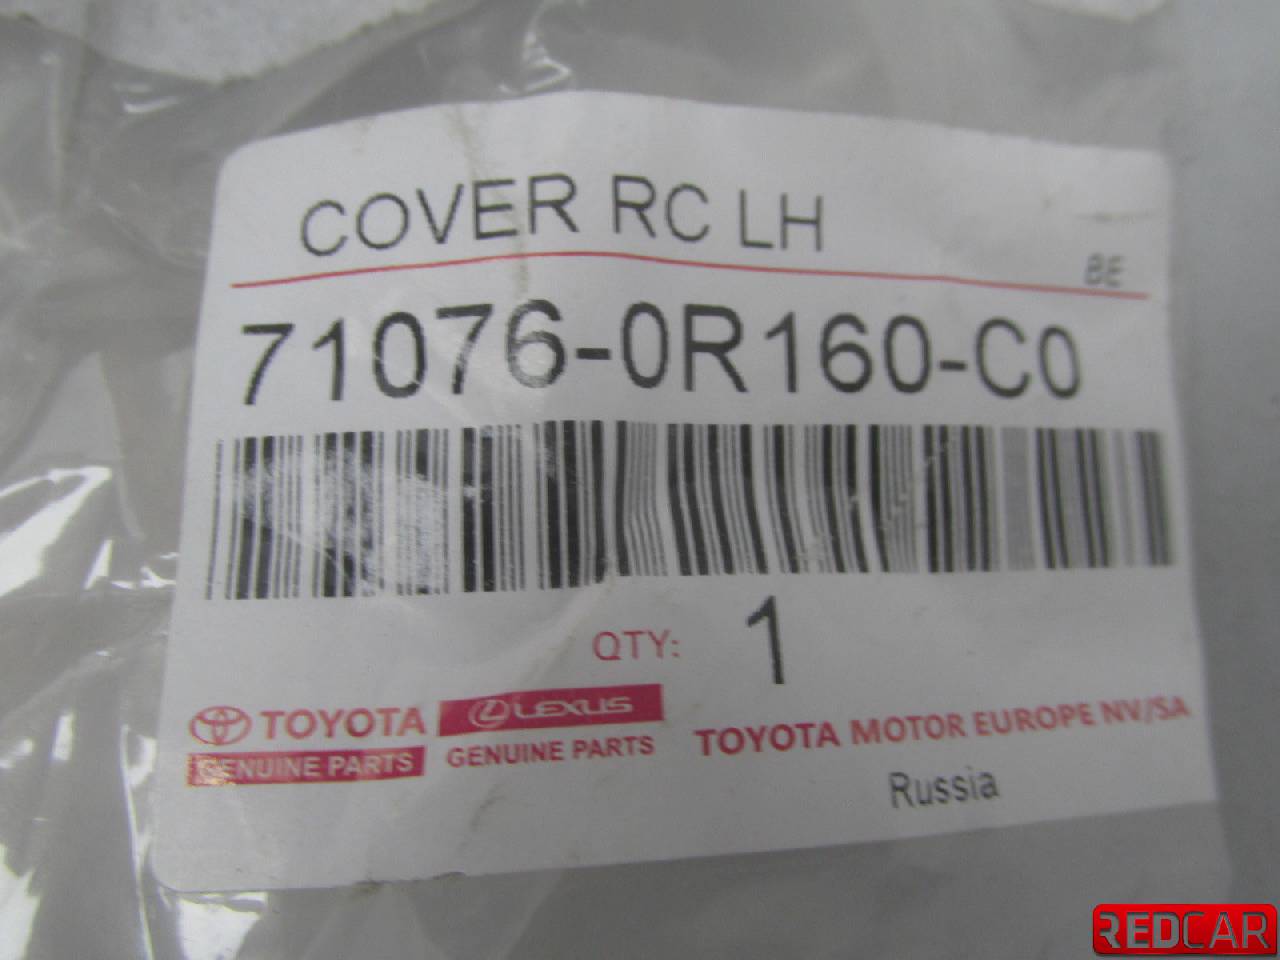 COVER RC LH
BE
71076-0R160-C0
QTY: 1
TOYOTA
GENUINE PARTS
LEXUS
GENUINE PARTS
TOYOTA MOTOR EUROPE NV/SA
Russia
REDCAR